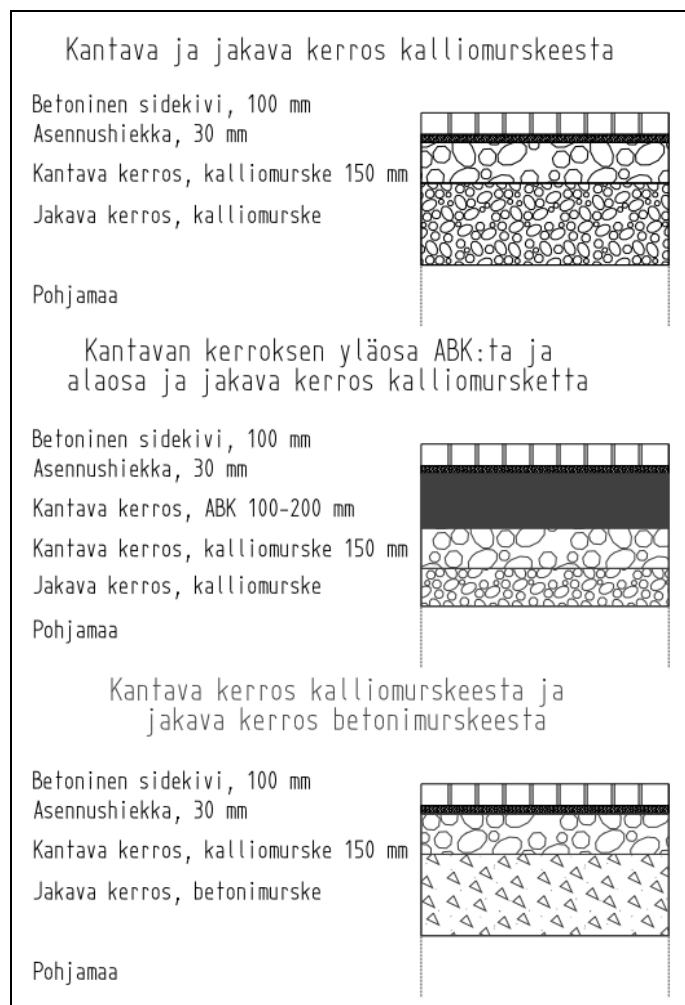 Kantava ja jakava kerros kalliomurskeesta
Betoninen sidekivi, 100 mm
Asennushiekka, 30 mm
Kantava kerros, kalliomurske 150 mm
Jakava kerros, kalliomurske
Pohjamaa
Kantavan kerroksen yläosa ABK:ta ja
alaosa ja jakava kerros kalliomursketta
Betoninen sidekivi, 100 mm
Asennushiekka, 30 mm
Kantava kerros, ABK 100-200 mm
Kantava kerros, kalliomurske 150 mm
Jakava kerros, kalliomurske
Pohjamaa
Kantava kerros kalliomurskeesta ja
jakava kerros betonimurskeesta
Betoninen sidekivi, 100 mm
Asennushiekka, 30 mm
Kantava kerros, kalliomurske 150 mm
Jakava kerros, betonimurske
Pohjamaa